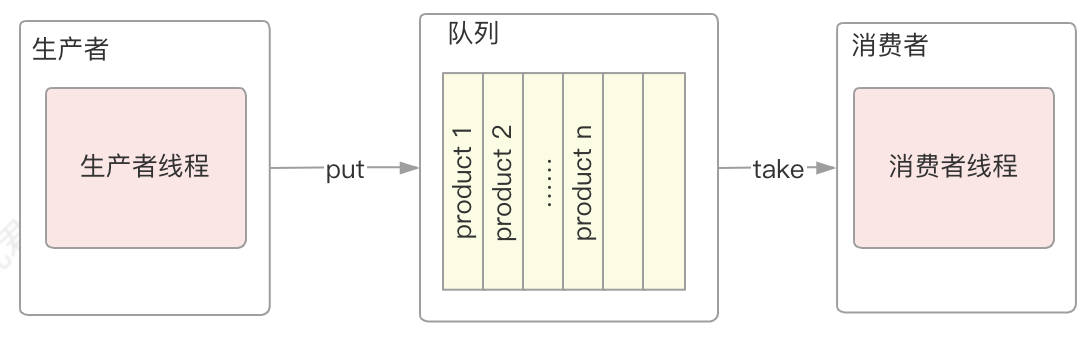 生产者
生产者线程
put
队列
product 1
product 2
......
product n
take
消费者
消费者线程